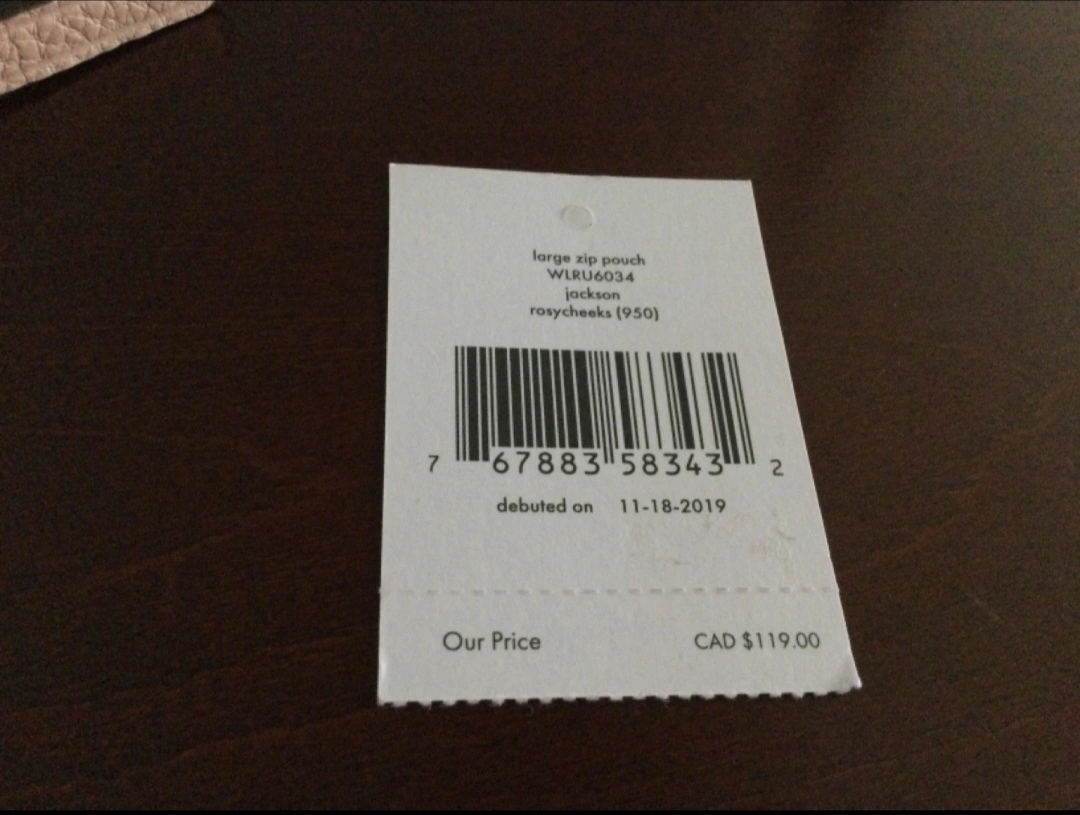 large zip pouch
WLRU6034
jackson
rosycheeks (950)
7 67883 58343 2
debuted on 11-18-2019
Our Price CAD $119.00